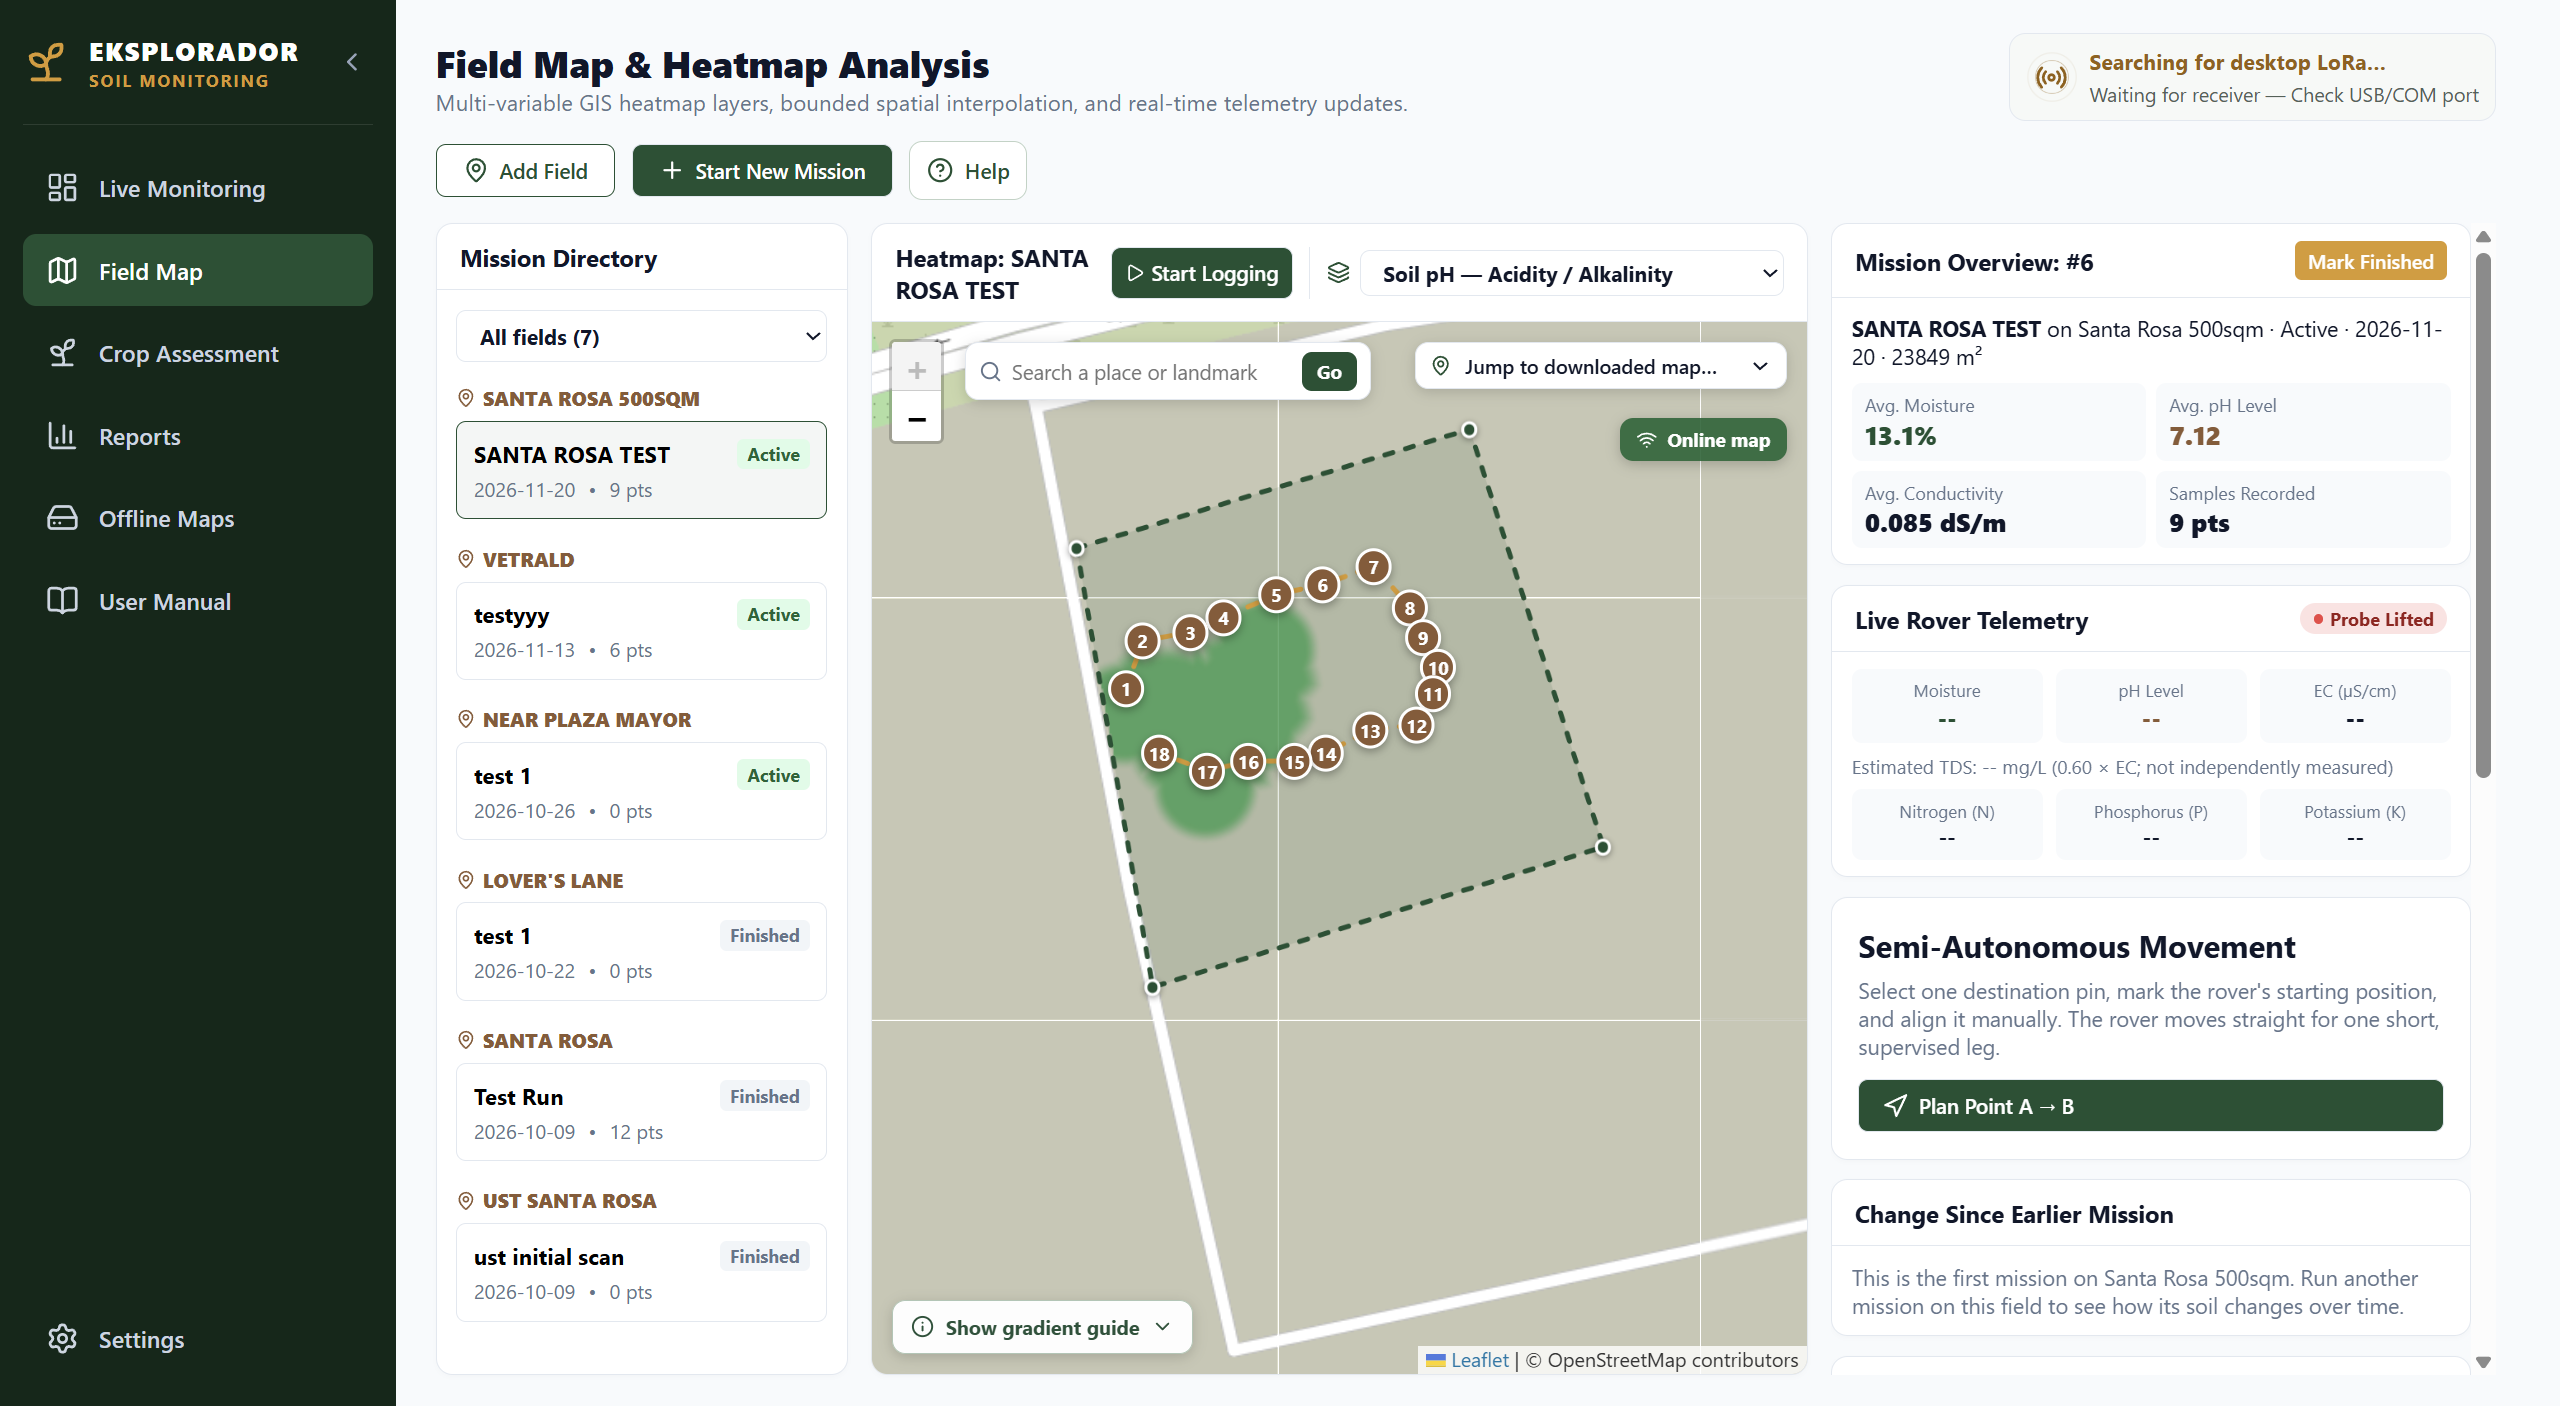 EKSPLORADOR
SOIL MONITORING
Live Monitoring
Field Map
Crop Assessment
Reports
Offline Maps
User Manual
Settings
Field Map & Heatmap Analysis
Multi-variable GIS heatmap layers, bounded spatial interpolation, and real-time telemetry updates.
Searching for desktop LoRa...
Waiting for receiver — Check USB/COM port
Add Field
Start New Mission
Help
Mission Directory
All fields (7)
SANTA ROSA 500SQM
SANTA ROSA TEST
Active
2026-11-20 • 9 pts
VETRALD
testyyy
Active
2026-11-13 • 6 pts
NEAR PLAZA MAYOR
test 1
Active
2026-10-26 • 0 pts
LOVER'S LANE
test 1
Finished
2026-10-22 • 0 pts
SANTA ROSA
Test Run
Finished
2026-10-09 • 12 pts
UST SANTA ROSA
ust initial scan
Finished
2026-10-09 • 0 pts
Heatmap: SANTA
ROSA TEST
Start Logging
Soil pH — Acidity / Alkalinity
+
−
Search a place or landmark
Go
Jump to downloaded map...
Online map
1
2
3
4
5
6
7
8
9
10
11
12
13
14
15
16
17
18
Show gradient guide
Leaflet | © OpenStreetMap contributors
Mission Overview: #6
Mark Finished
SANTA ROSA TEST on Santa Rosa 500sqm · Active · 2026-11-
20 · 23849 m²
Avg. Moisture
13.1%
Avg. pH Level
7.12
Avg. Conductivity
0.085 dS/m
Samples Recorded
9 pts
Live Rover Telemetry
Probe Lifted
Moisture
--
pH Level
--
EC (µS/cm)
--
Estimated TDS: -- mg/L (0.60 × EC; not independently measured)
Nitrogen (N)
--
Phosphorus (P)
--
Potassium (K)
--
Semi-Autonomous Movement
Select one destination pin, mark the rover's starting position,
and align it manually. The rover moves straight for one short,
supervised leg.
Plan Point A → B
Change Since Earlier Mission
This is the first mission on Santa Rosa 500sqm. Run another
mission on this field to see how its soil changes over time.